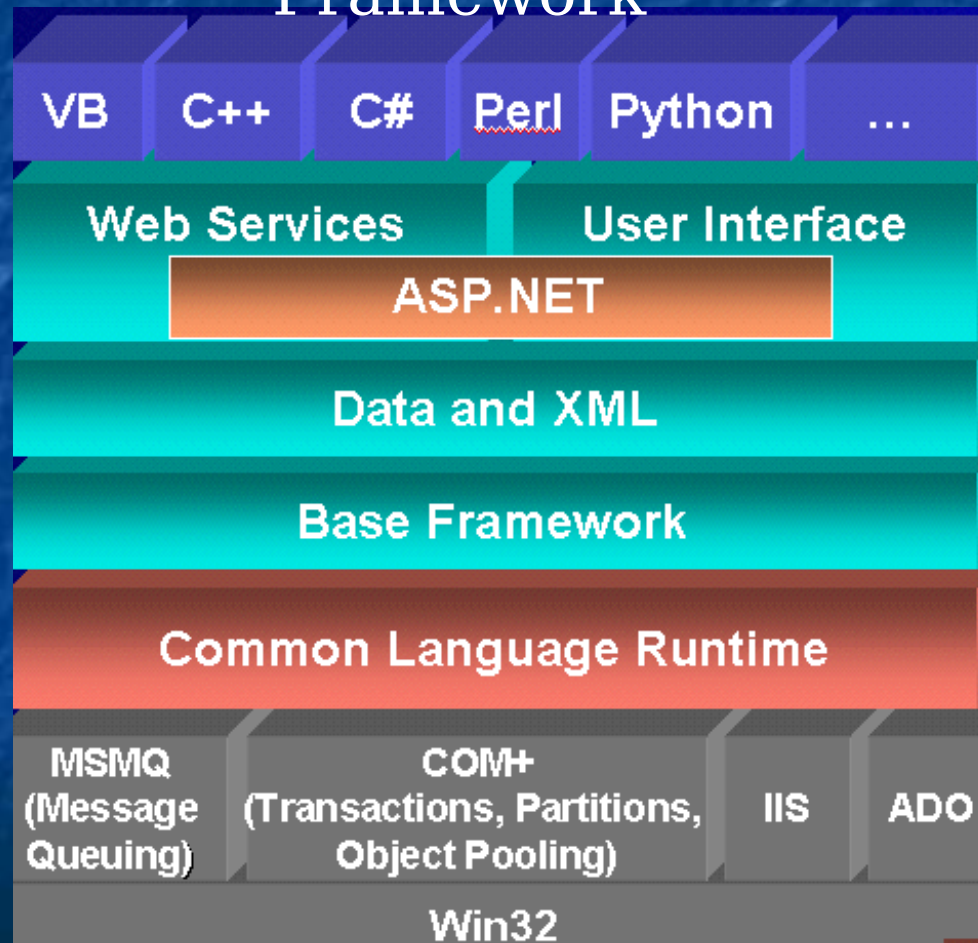 Framework
VB C++ C# Perl Python ...
Web Services User Interface
ASP.NET
Data and XML
Base Framework
Common Language Runtime
MSMQ
(Message
Queuing)
COM+
(Transactions, Partitions,
Object Pooling)
IIS
ADO
Win32